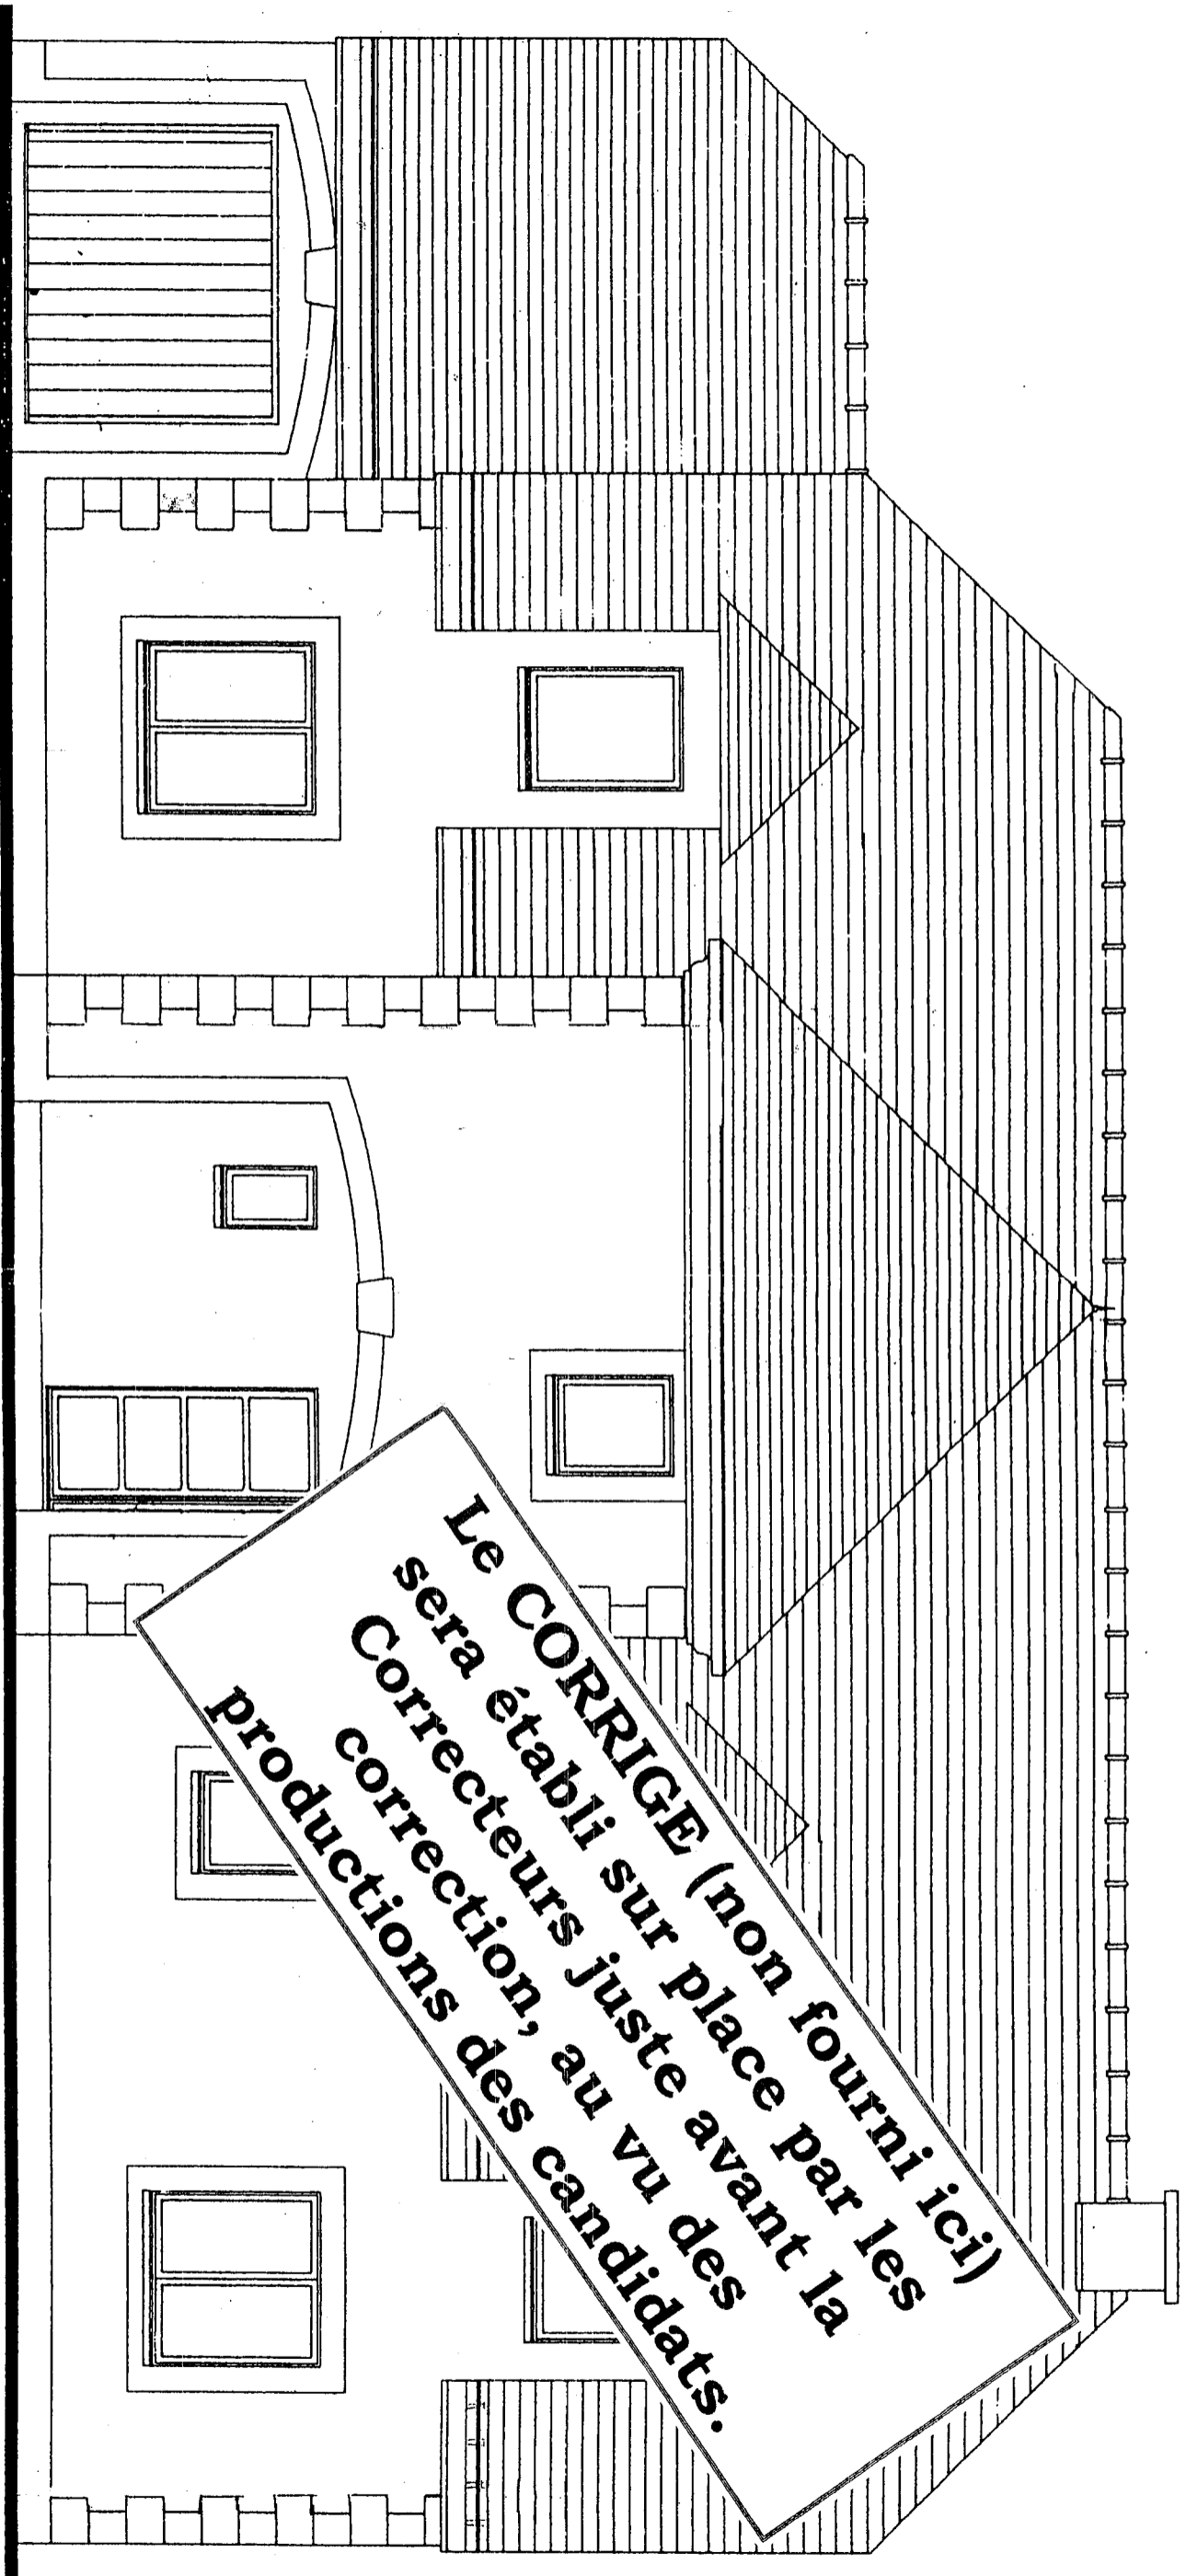 Le CORRIGE (non fourni ici)
sera établi sur place par les
Correcteurs juste avant la
correction, au vu des
productions des candidats.